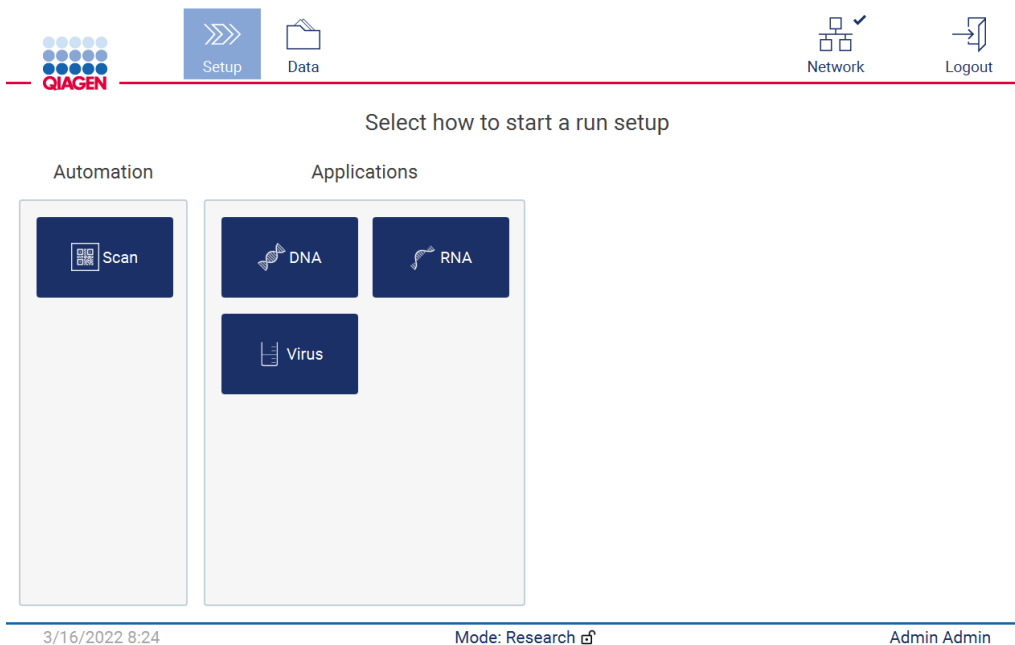 Setup
Data
Network
Logout
QIAGEN
Select how to start a run setup
Automation
Applications
Scan
DNA
RNA
Virus
3/16/2022 8:24
Mode: Research
Admin Admin